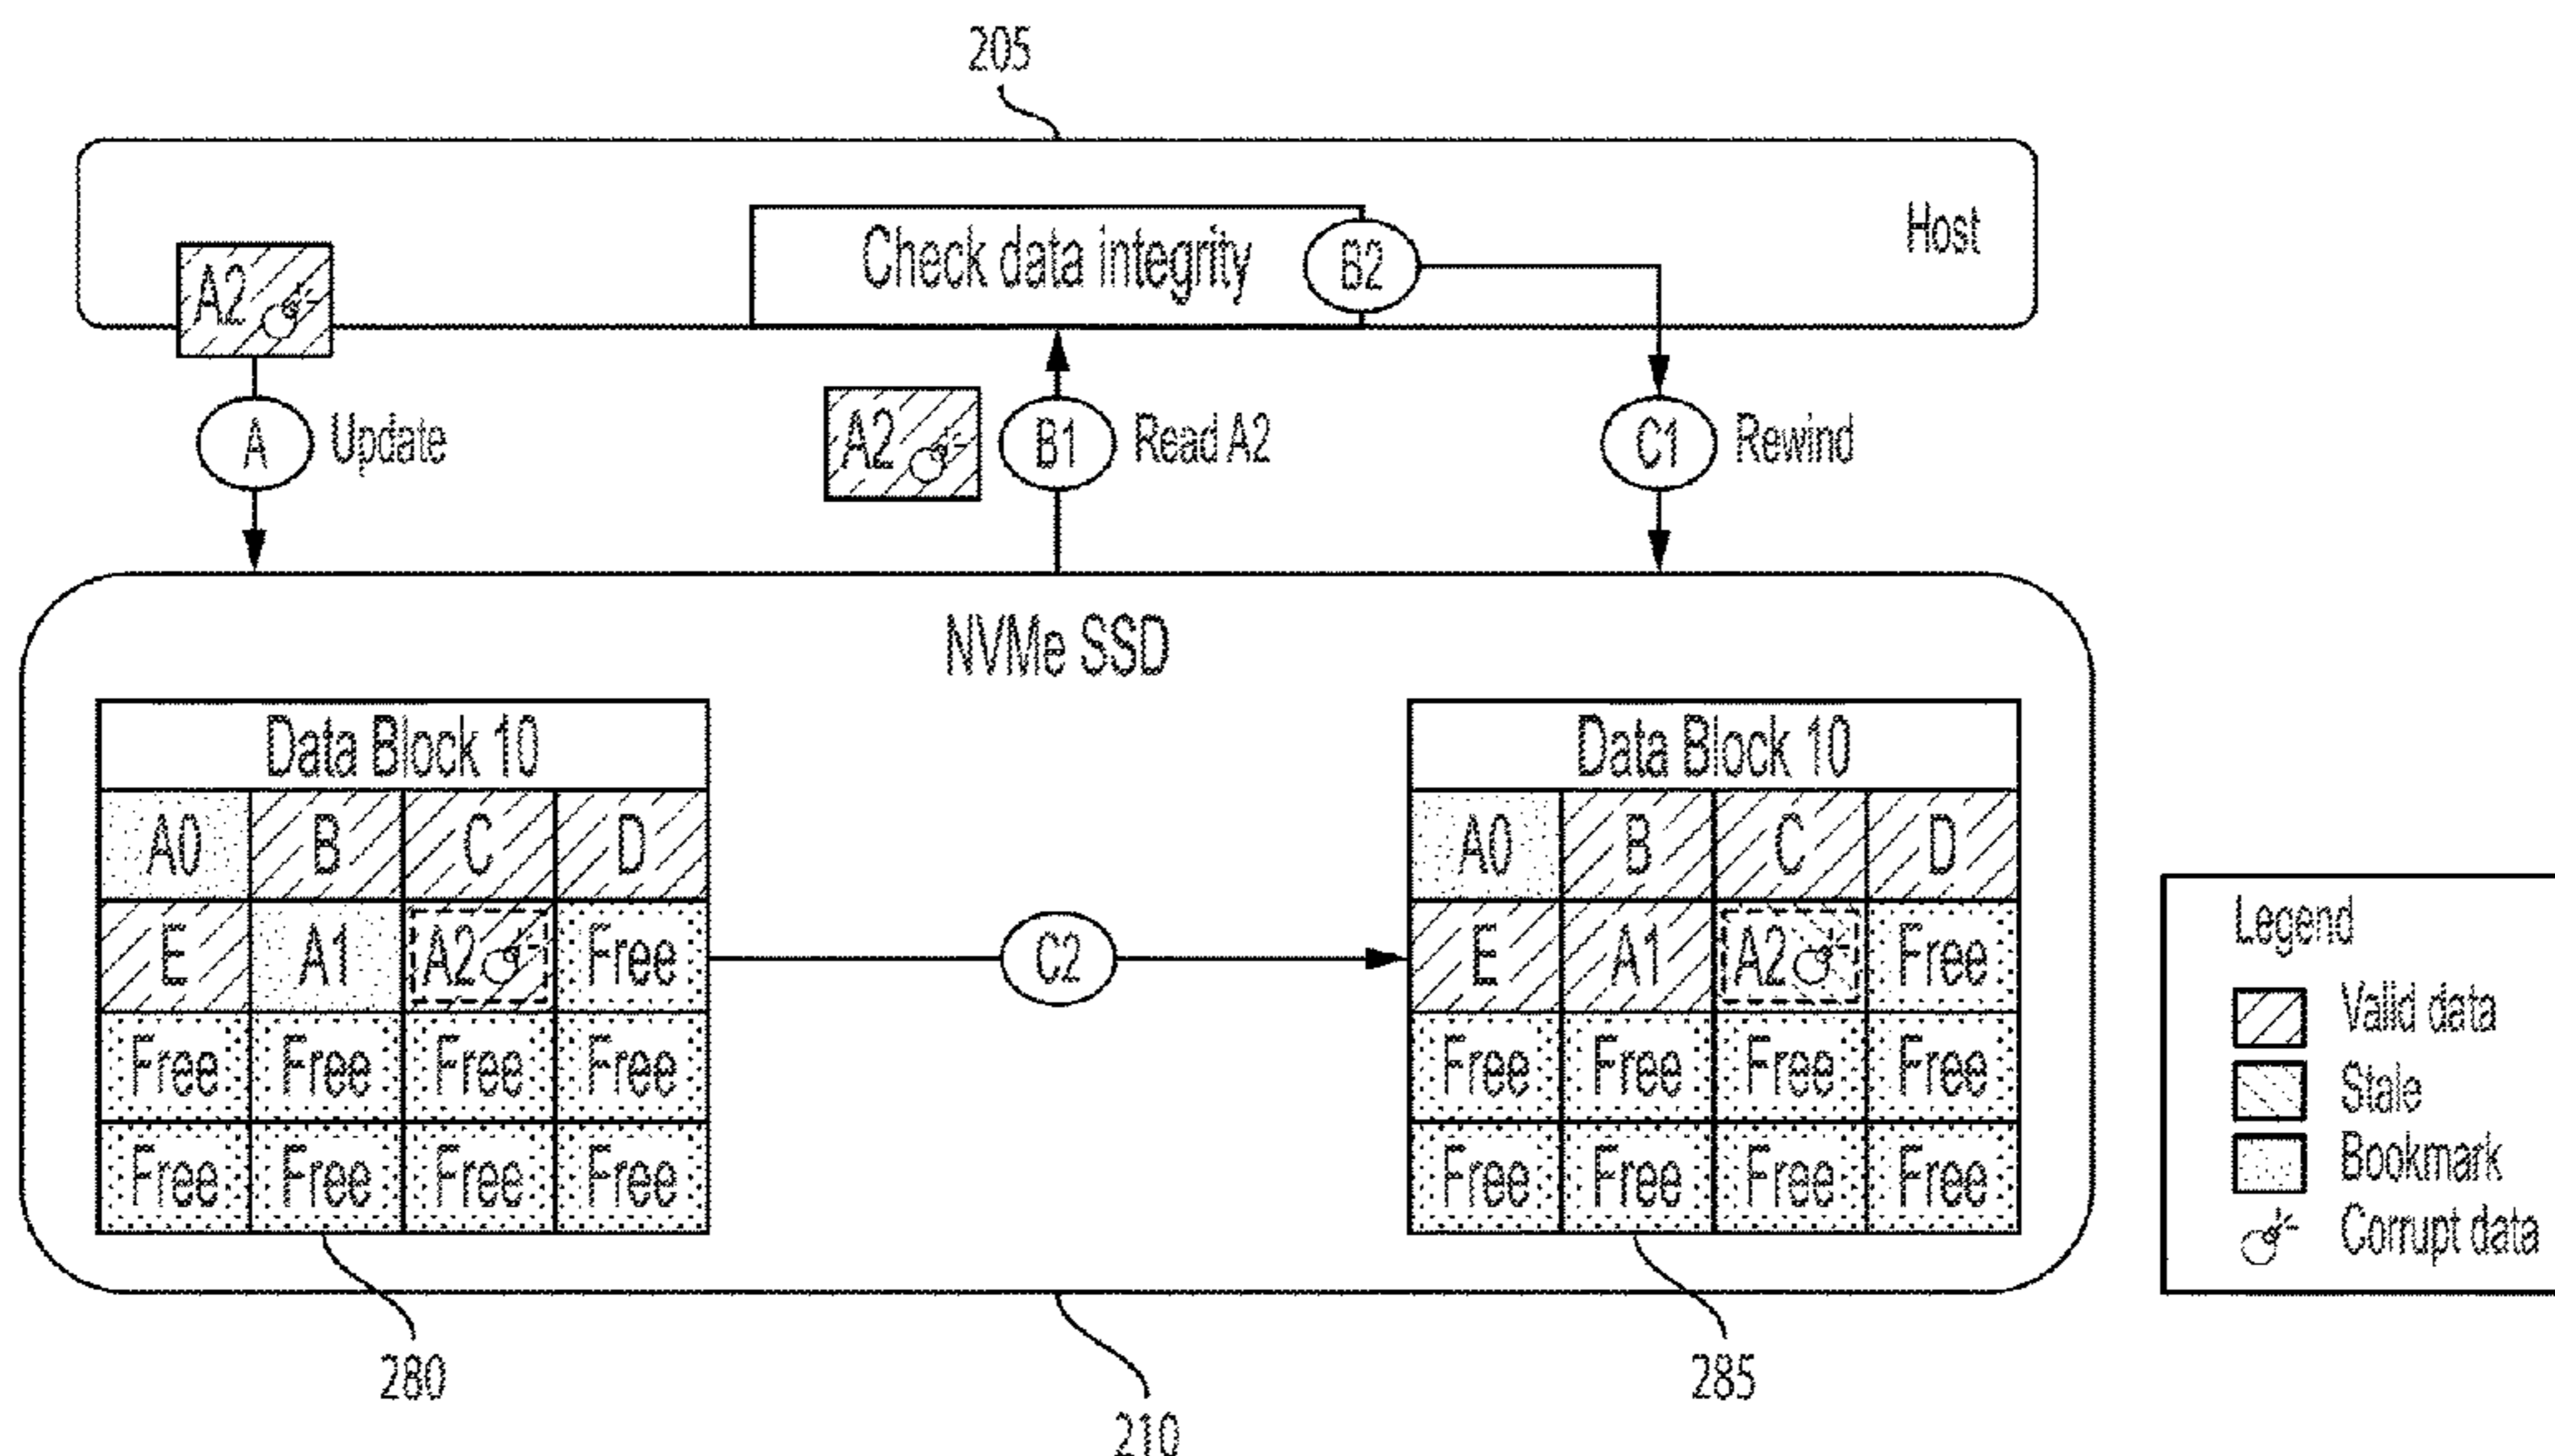 205
Host
Check data integrity
B2
A2
A
Update
A2
B1
Read A2
C1
Rewind
NVMe SSD
Data Block 10
A0 B C D
E A1 A2 Free
Free Free Free Free
Free Free Free Free
C2
Data Block 10
A0 B C D
E A1 A2 Free
Free Free Free Free
Free Free Free Free
Legend
Valid data
Stale
Bookmark
Corrupt data
280
210
285